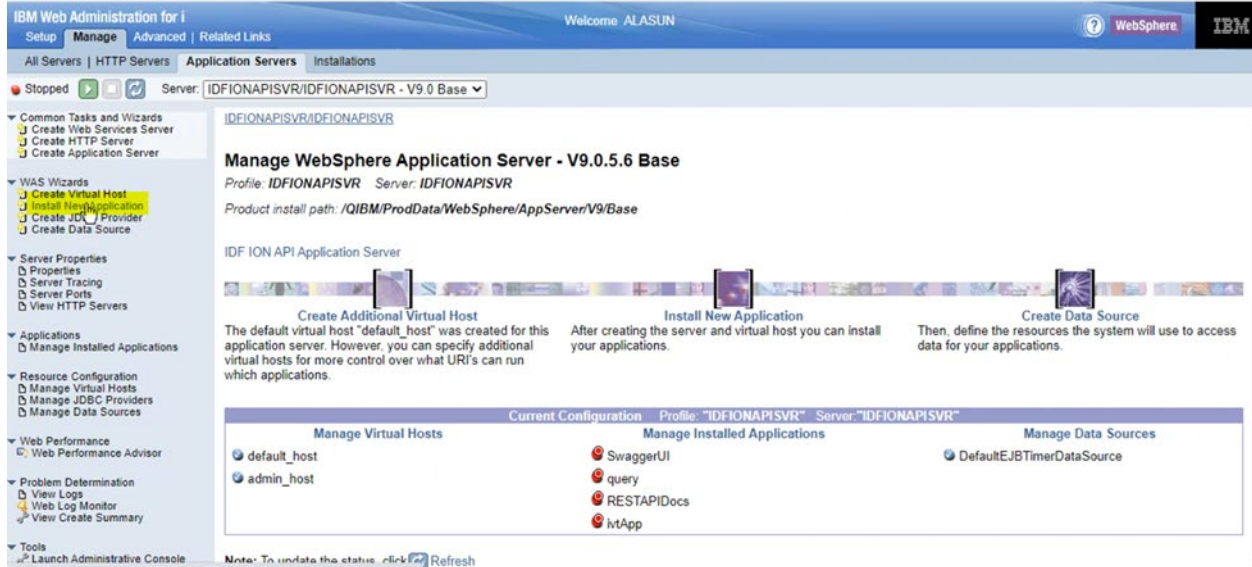 IBM Web Administration for i
Welcome ALASUN
WebSphere.
IBM
Setup Manage Advanced | Related Links
All Servers | HTTP Servers Application Servers Installations
Stopped Server: IDFIONAPISVR/IDFIONAPISVR - V9.0 Base
Common Tasks and Wizards
Create Web Services Server
Create HTTP Server
Create Application Server
WAS Wizards
Create Virtual Host
Install New Application
Create Provider
Create Data Source
Server Properties
Properties
Server Tracing
Server Ports
View HTTP Servers
Applications
Manage Installed Applications
Resource Configuration
Manage Virtual Hosts
Manage JDBC Providers
Manage Data Sources
Web Performance
Web Performance Advisor
Problem Determination
View Logs
Web Log Monitor
View Create Summary
Tools
Launch Administrative Console
IDFIONAPISVR/IDFIONAPISVR
Manage WebSphere Application Server - V9.0.5.6 Base
Profile: IDFIONAPISVR Server: IDFIONAPISVR
Product install path: /QIBM/ProdData/WebSphere/AppServer/V9/Base
IDF ION API Application Server
Create Additional Virtual Host
The default virtual host "default_host" was created for this
application server. However, you can specify additional
virtual hosts for more control over what URI's can run
which applications.
Install New Application
After creating the server and virtual host you can install
your applications.
Create Data Source
Then, define the resources the system will use to access
data for your applications.
Current Configuration Profile: "IDFIONAPISVR" Server:"IDFIONAPISVR"
Manage Virtual Hosts
default_host
admin_host
Manage Installed Applications
SwaggerUI
query
RESTAPIDocs
ivtApp
Manage Data Sources
DefaultEJBTimerDataSource
Note: To update the status, click Refresh